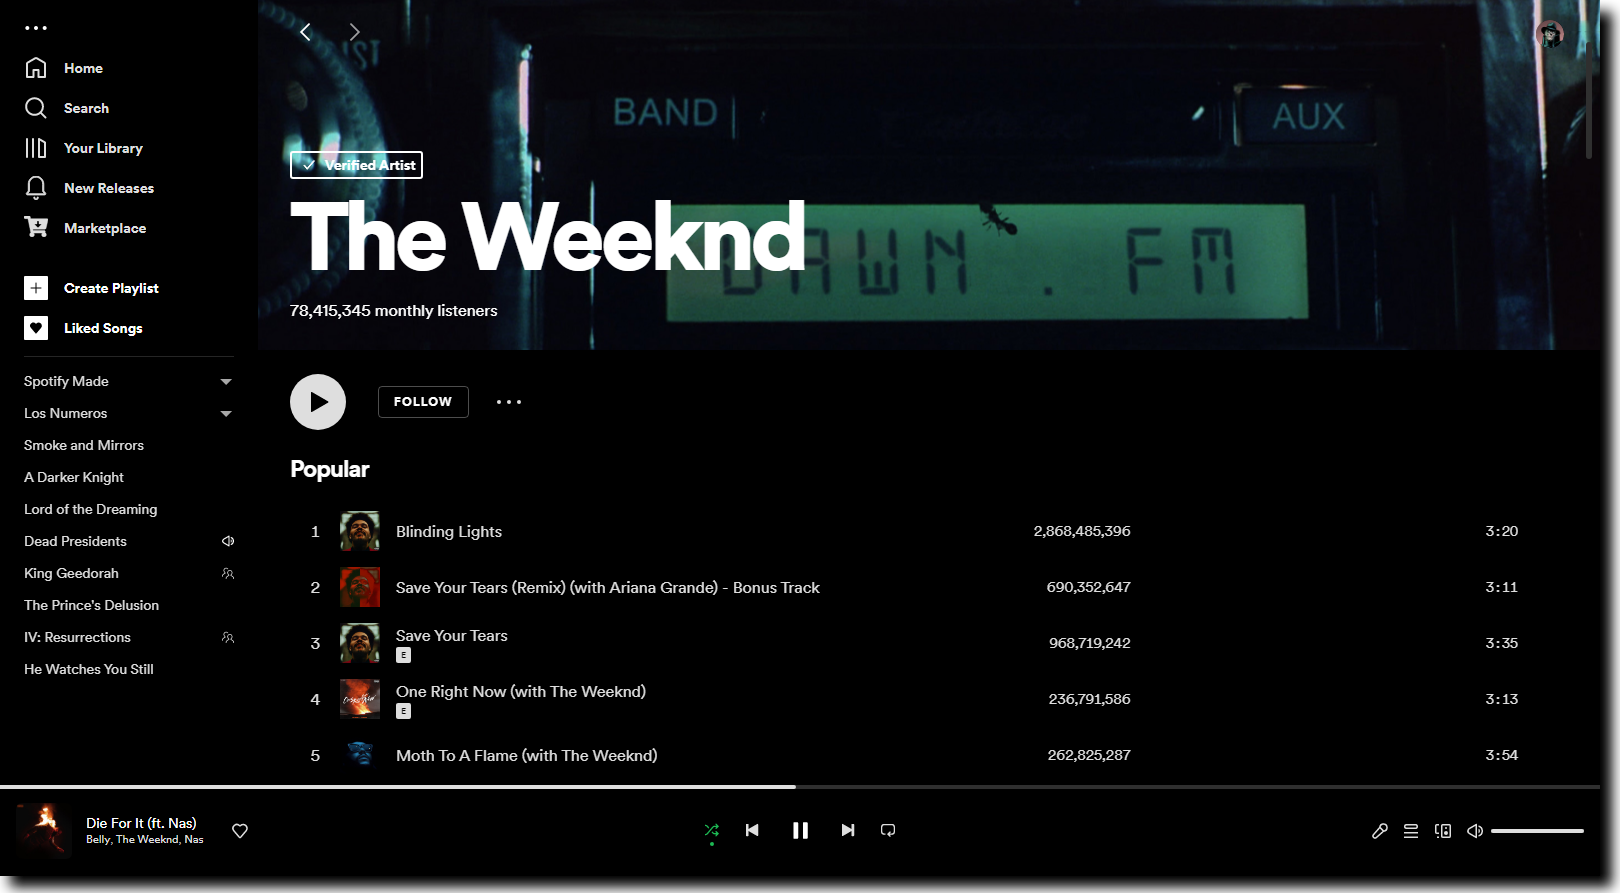 Home
Search
Your Library
New Releases
Marketplace
Create Playlist
Liked Songs
Spotify Made
Los Numeros
Smoke and Mirrors
A Darker Knight
Lord of the Dreaming
Dead Presidents
King Geedorah
The Prince's Delusion
IV: Resurrections
He Watches You Still
BAND
AUX
Verified Artist
The Weeknd
DAWN . FM
78,415,345 monthly listeners
FOLLOW
Popular
1 Blinding Lights 2,868,485,396 3:20
2 Save Your Tears (Remix) (with Ariana Grande) - Bonus Track 690,352,647 3:11
3 Save Your Tears 968,719,242 3:35
E
4 One Right Now (with The Weeknd) 236,791,586 3:13
E
5 Moth To A Flame (with The Weeknd) 262,825,287 3:54
Die For It (ft. Nas)
Belly, The Weeknd, Nas